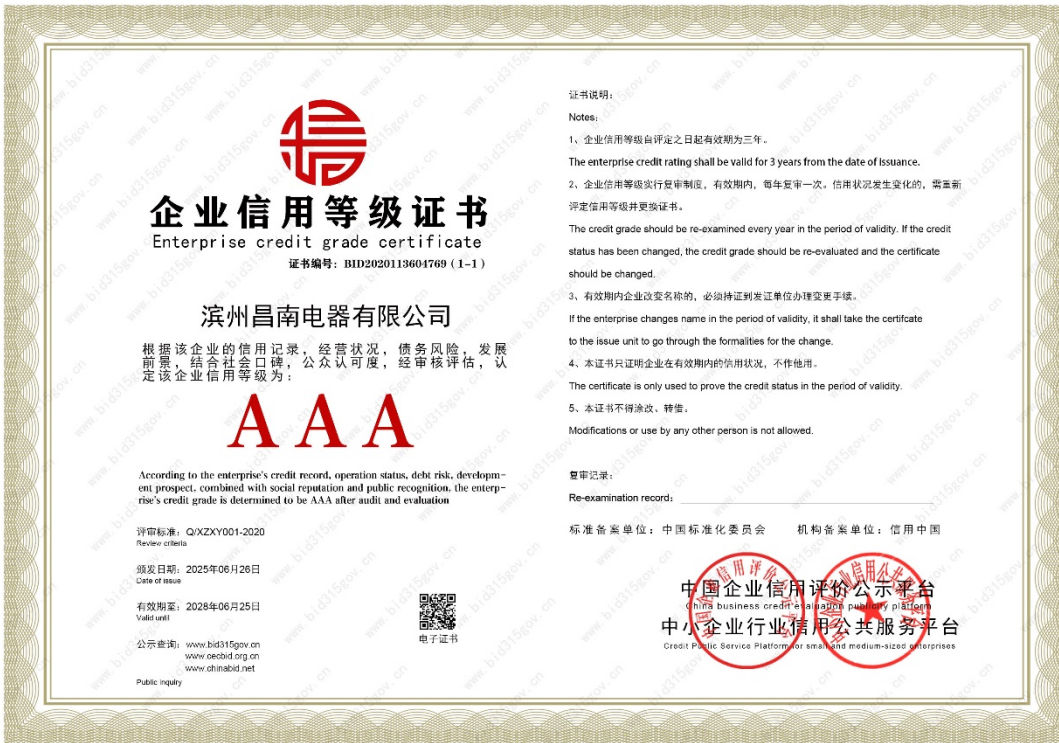 企业信用等级证书
Enterprise credit grade certificate
证书编号：BID2020113604769（1-1）
滨州昌南电器有限公司
根据该企业的信用记录，经营状况，债务风险，发展
前景，结合社会口碑，公众认可度，经审核评估，认
定该企业信用等级为：
AAA
According to the enterprise's credit record, operation status, debt risk, developm-
ent prospect, combined with social reputation and public recognition, the enterp-
rise's credit grade is determined to be AAA after audit and evaluation
评审标准：Q/XZXY001-2020
Review criteria
颁发日期：2025年06月26日
Date of issue
有效期至：2028年06月25日
Valid until
公示查询：www.bid315gov.cn
www.cecbid.org.cn
www.chinabid.net
Public inquiry
电子证书
证书说明：
Notes:
1、企业信用等级自评定之日起有效期为三年。
The enterprise credit rating shall be valid for 3 years from the date of issuance.
2、企业信用等级实行复审制度，有效期内，每年复审一次。信用状况发生变化的，需重新
评定信用等级并更换证书。
The credit grade should be re-examined every year in the period of validity. If the credit
status has been changed, the credit grade should be re-evaluated and the certificate
should be changed.
3、有效期内企业改变名称的，必须持证到发证单位办理变更手续。
If the enterprise changes name in the period of validity, it shall take the certifcate
to the issue unit to go through the formalities for the change.
4、本证书只证明企业在有效期内的信用状况，不作他用。
The certificate is only used to prove the credit status in the period of validity.
5、本证书不得涂改、转借。
Modifications or use by any other person is not allowed.
复审记录：
Re-examination record:
标准备案单位：中国标准化委员会 机构备案单位：信用中国
中国企业信用评价公示平台
China business credit evaluation publicity platform
中小企业行业信用公共服务平台
Credit Public Service Platform for small and medium-sized enterprises